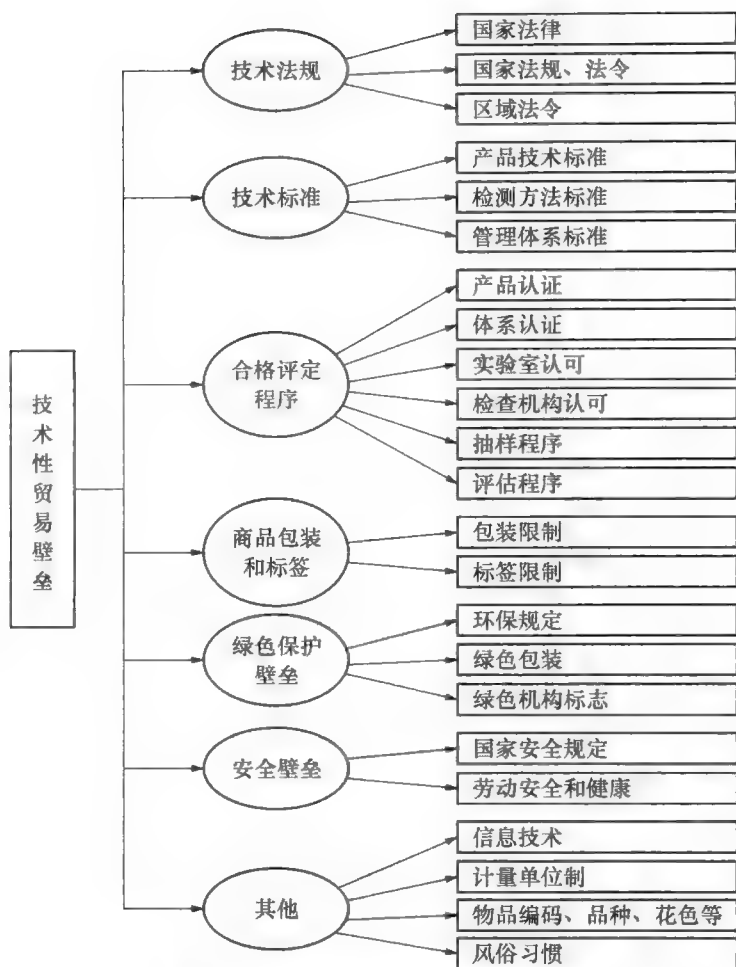 技术性贸易壁垒
技术法规
国家法律
国家法规、法令
区域法令
技术标准
产品技术标准
检测方法标准
管理体系标准
合格评定
程序
产品认证
体系认证
实验室认可
检查机构认可
抽样程序
评估程序
商品包装
和标签
包装限制
标签限制
绿色保护
壁垒
环保规定
绿色包装
绿色机构标志
安全壁垒
国家安全规定
劳动安全和健康
其他
信息技术
计量单位制
物品编码、品种、花色等
风俗习惯